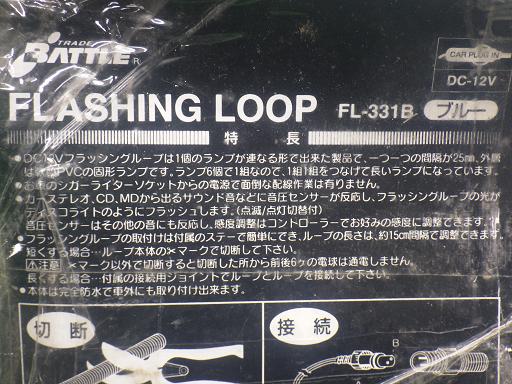 TRADE
BATTLE
®
CAR PLUG IN
DC-12V
FLASHING LOOP FL-331B ブルー
特長
●DC12Vフラッシングループは1個のランプが連なる形で出来た製品で、一つ一つの間隔が25㎜、外層
PVCの固形ランプです。ランプ6個で1組なので、1組1組をつなげて長いランプになっています。
●お車のシガーライターソケットからの電源で面倒な配線作業は有りません。
●カーステレオ、CD、MDから出るサウンド音などに音圧センサーが反応し、フラッシングループの光が
ディスコライトのようにフラッシュします。(点滅/点灯切替付)
音圧センサーはその他の音にも反応し、感度調整はコントローラーでお好みの感度に調整できます。
●フラッシングループの取付けは付属のステーで簡単にでき、ループの長さは、約15㎝間隔で調整できます。
短くする場合…ループ本体の✂マークで切断して下さい。
注意 ✂マーク以外で切断すると切断した所から前後6ヶの電球は通電しません。
長くする場合…付属の接続用ジョイントでループとループを接続して下さい。
●本体は完全防水で車外にも取り付け出来ます。
切断
接続
B